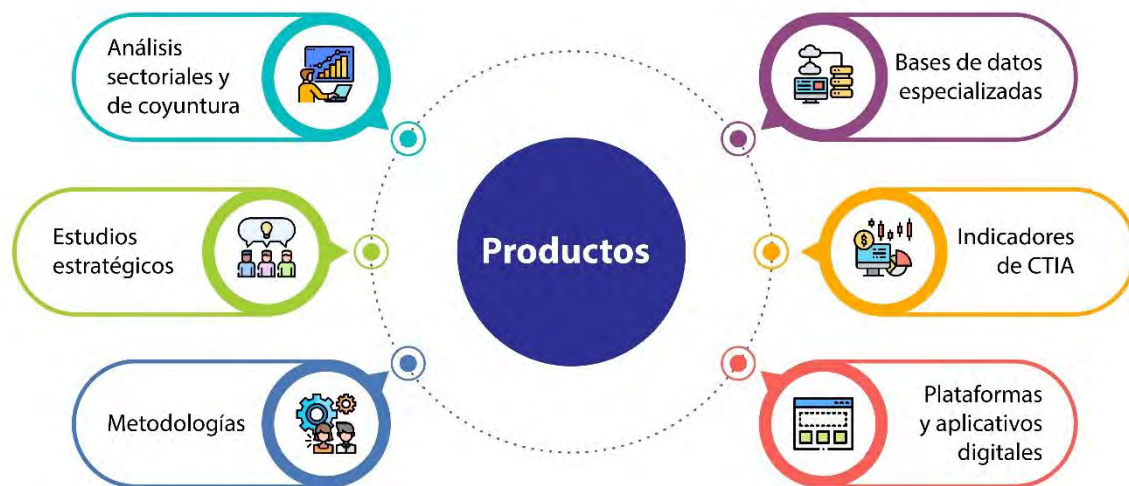 Análisis
sectoriales y
de coyuntura
Estudios
estratégicos
Metodologías
Productos
Bases de datos
especializadas
Indicadores
de CTIA
Plataformas
y aplicativos
digitales